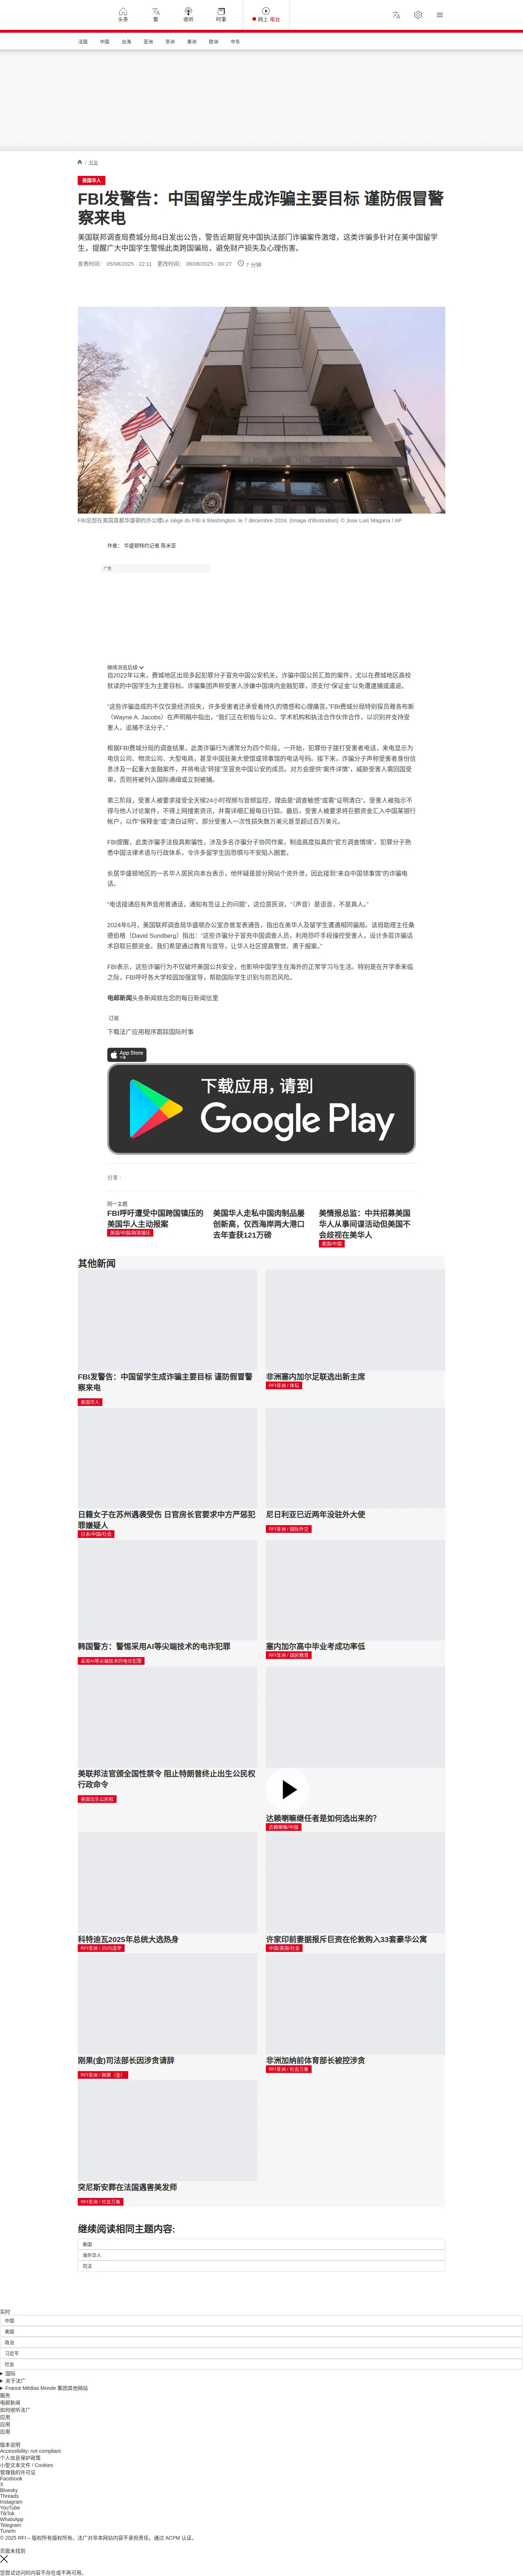 头条
繁
收听
时事
网上 电台
法国
中国
台海
亚洲
非洲
美洲
欧洲
中东
/ 社念
美国华人
FBI发警告：中国留学生成诈骗主要目标 谨防假冒警
察来电
美国联邦调查局费城分局4日发出公告，警告近期冒充中国执法部门诈骗案件激增，这类诈骗多针对在美中国留学
生，提醒广大中国学生警惕此类跨国骗局，避免财产损失及心理伤害。
发表时间： 05/08/2025 - 22:11 更改时间： 06/08/2025 - 00:27 7 分钟
FBI总部在美国首都华盛顿的办公楼Le siège du FBI à Washington, le 7 décembre 2024. (Image d'illustration) © Jose Luis Magana / AP
作者： 华盛顿特约记者 陈米亚
广告
继续浏览后续
自2022年以来，费城地区出现多起犯罪分子冒充中国公安机关，诈骗中国公民汇款的案件，尤以在费城地区高校
就读的中国学生为主要目标。诈骗集团声称受害人涉嫌中国境内金融犯罪，须支付“保证金”以免遭逮捕或遣返。
“这些诈骗造成的不仅仅是经济损失，许多受害者还承受着持久的情感和心理痛苦。”FBI费城分局特别探员雅各布斯
（Wayne A. Jacobs）在声明稿中指出，“我们正在积极与公众、学术机构和执法合作伙伴合作，以识别并支持受
害人，追捕不法分子。”
根据FBI费城分局的调查结果，此类诈骗行为通常分为四个阶段，一开始，犯罪份子拨打受害者电话，来电显示为
电信公司、物流公司、大型电商，甚至中国驻美大使馆或领事馆的电话号码。接下来，诈骗分子声称受害者身份信
息涉及一起重大金融案件，并将电话“转接”至冒充中国公安的成员。对方会提供“案件详情”，威胁受害人需回国受
审，否则将被列入国际通缉或立刻被捕。
第三阶段，受害人被要求接受全天候24小时视频与音频监控，理由是“调查敏感”或需“证明清白”。受害人被指示不
得与他人讨论案件，不得上网搜索资讯，并需详细汇报每日行踪。最后，受害人被要求将巨额资金汇入中国某银行
帐户，以作“保释金”或“清白证明”。部分受害人一次性损失数万美元甚至超过百万美元。
FBI提醒，此类诈骗手法极具欺骗性，涉及多名诈骗分子协同作案，制造高度拟真的“官方调查情境”。犯罪分子熟
悉中国法律术语与行政体系，令许多留学生因恐惧与不安陷入圈套。
长居华盛顿地区的一名华人居民向本台表示，他怀疑是部分网站个资外泄，因此接到“来自中国领事馆”的诈骗电
话。
“电话接通后有声音用普通话，通知有签证上的问题”，这位居民说，“（声音）是语音，不是真人。”
2024年5月，美国联邦调查局华盛顿办公室亦曾发表通告，指出在美华人及留学生遭遇相同骗局。该局助理主任桑
德伯格（David Sundberg）指出：“这些诈骗分子冒充中国调查人员，利用恐吓手段操控受害人，设计多层诈骗话
术窃取巨额资金。我们希望通过教育与宣导，让华人社区提高警觉、勇于报案。”
FBI表示，这些诈骗行为不仅破坏美国公共安全，也影响中国学生在海外的正常学习与生活。特别是在开学季来临
之际，FBI呼吁各大学校园加强宣导，帮助国际学生识别与防范风险。
电邮新闻头条新闻就在您的每日新闻信里
订阅
下载法广应用程序跟踪国际时事
App Store
下载应用，请到
Google Play
分享 :
同一主题
FBI呼吁遭受中国跨国镇压的
美国华人主动报案
美国/中国/跨境镇压
美国华人走私中国肉制品屡
创新高，仅西海岸两大港口
去年查获121万磅
美情报总监：中共招募美国
华人从事间谍活动但美国不
会歧视在美华人
美国/中国
其他新闻
FBI发警告：中国留学生成诈骗主要目标 谨防假冒警
察来电
美国华人
非洲塞内加尔足联选出新主席
RFI非洲 / 体坛
日籍女子在苏州遇袭受伤 日官房长官要求中方严惩犯
罪嫌疑人
日本/中国/社会
尼日利亚已近两年没驻外大使
RFI非洲 / 国际外交
韩国警方：警惕采用AI等尖端技术的电诈犯罪
采用AI等尖端技术的电诈犯罪
塞内加尔高中毕业考成功率低
RFI非洲 / 国民教育
美联邦法官颁全国性禁令 阻止特朗普终止出生公民权
行政命令
美国出生公民权
达赖喇嘛继任者是如何选出来的？
达赖喇嘛/中国
科特迪瓦2025年总统大选热身
RFI非洲 / 2025选举
许家印前妻据报斥巨资在伦敦购入33套豪华公寓
中国/英国/社会
刚果(金)司法部长因涉贪请辞
RFI非洲 / 刚果（金）
非洲加纳前体育部长被控涉贪
RFI非洲 / 社会万象
突尼斯安葬在法国遇害美发师
RFI非洲 / 社会万象
继续阅读相同主题内容:
美国
海外华人
司法
实时
中国
美国
政治
习近平
社会
国际
关于法广
France Médias Monde 集团其他网站
服务
电邮新闻
如何收听法广
应用
应用
应用
版本说明
Accessibility: not compliant
个人信息保护政策
小型文本文件 / Cookies
管理我的许可证
Facebook
X
Bluesky
Threads
Instagram
YouTube
TikTok
WhatsApp
Telegram
TuneIn
© 2025 RFI – 版权所有版权所有。法广对非本网站内容不承担责任。通过 ACPM 认证。
页面未找到
您尝试访问的内容不存在或不再可用。